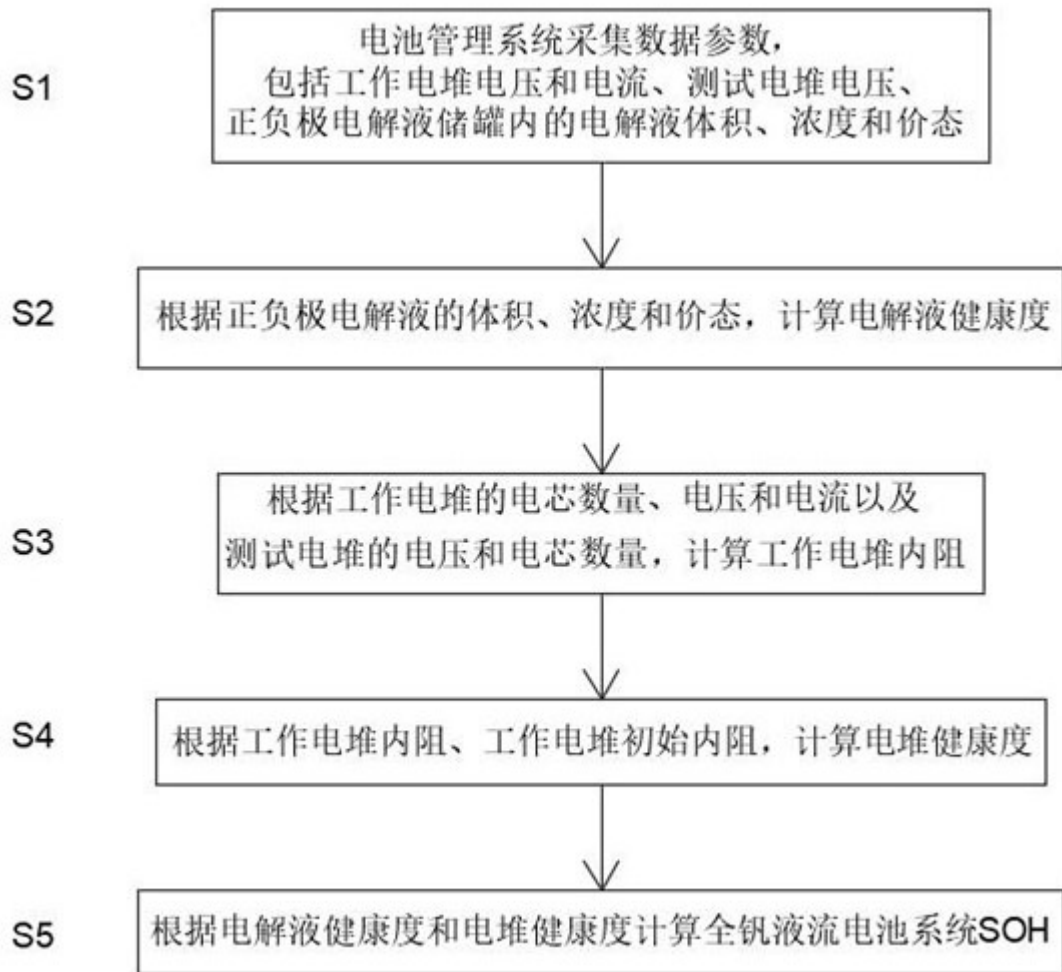 S1
电池管理系统采集数据参数，
包括工作电堆电压和电流、测试电堆电压、
正负极电解液储罐内的电解液体积、浓度和价态
S2
根据正负极电解液的体积、浓度和价态，计算电解液健康度
S3
根据工作电堆的电芯数量、电压和电流以及
测试电堆的电压和电芯数量，计算工作电堆内阻
S4
根据工作电堆内阻、工作电堆初始内阻，计算电堆健康度
S5
根据电解液健康度和电堆健康度计算全钒液流电池系统SOH